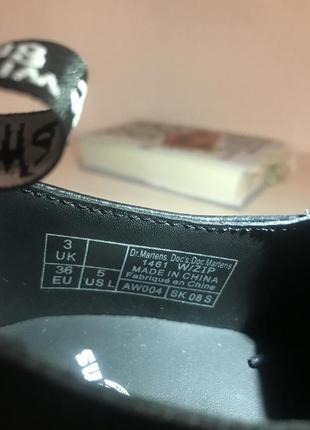 3 UK
36 EU
5 US L
Dr.Martens, Doc's, Doc.Martens
1461 W/ZIP
MADE IN CHINA
Fabriqué en Chine
AW004
SK 08 S